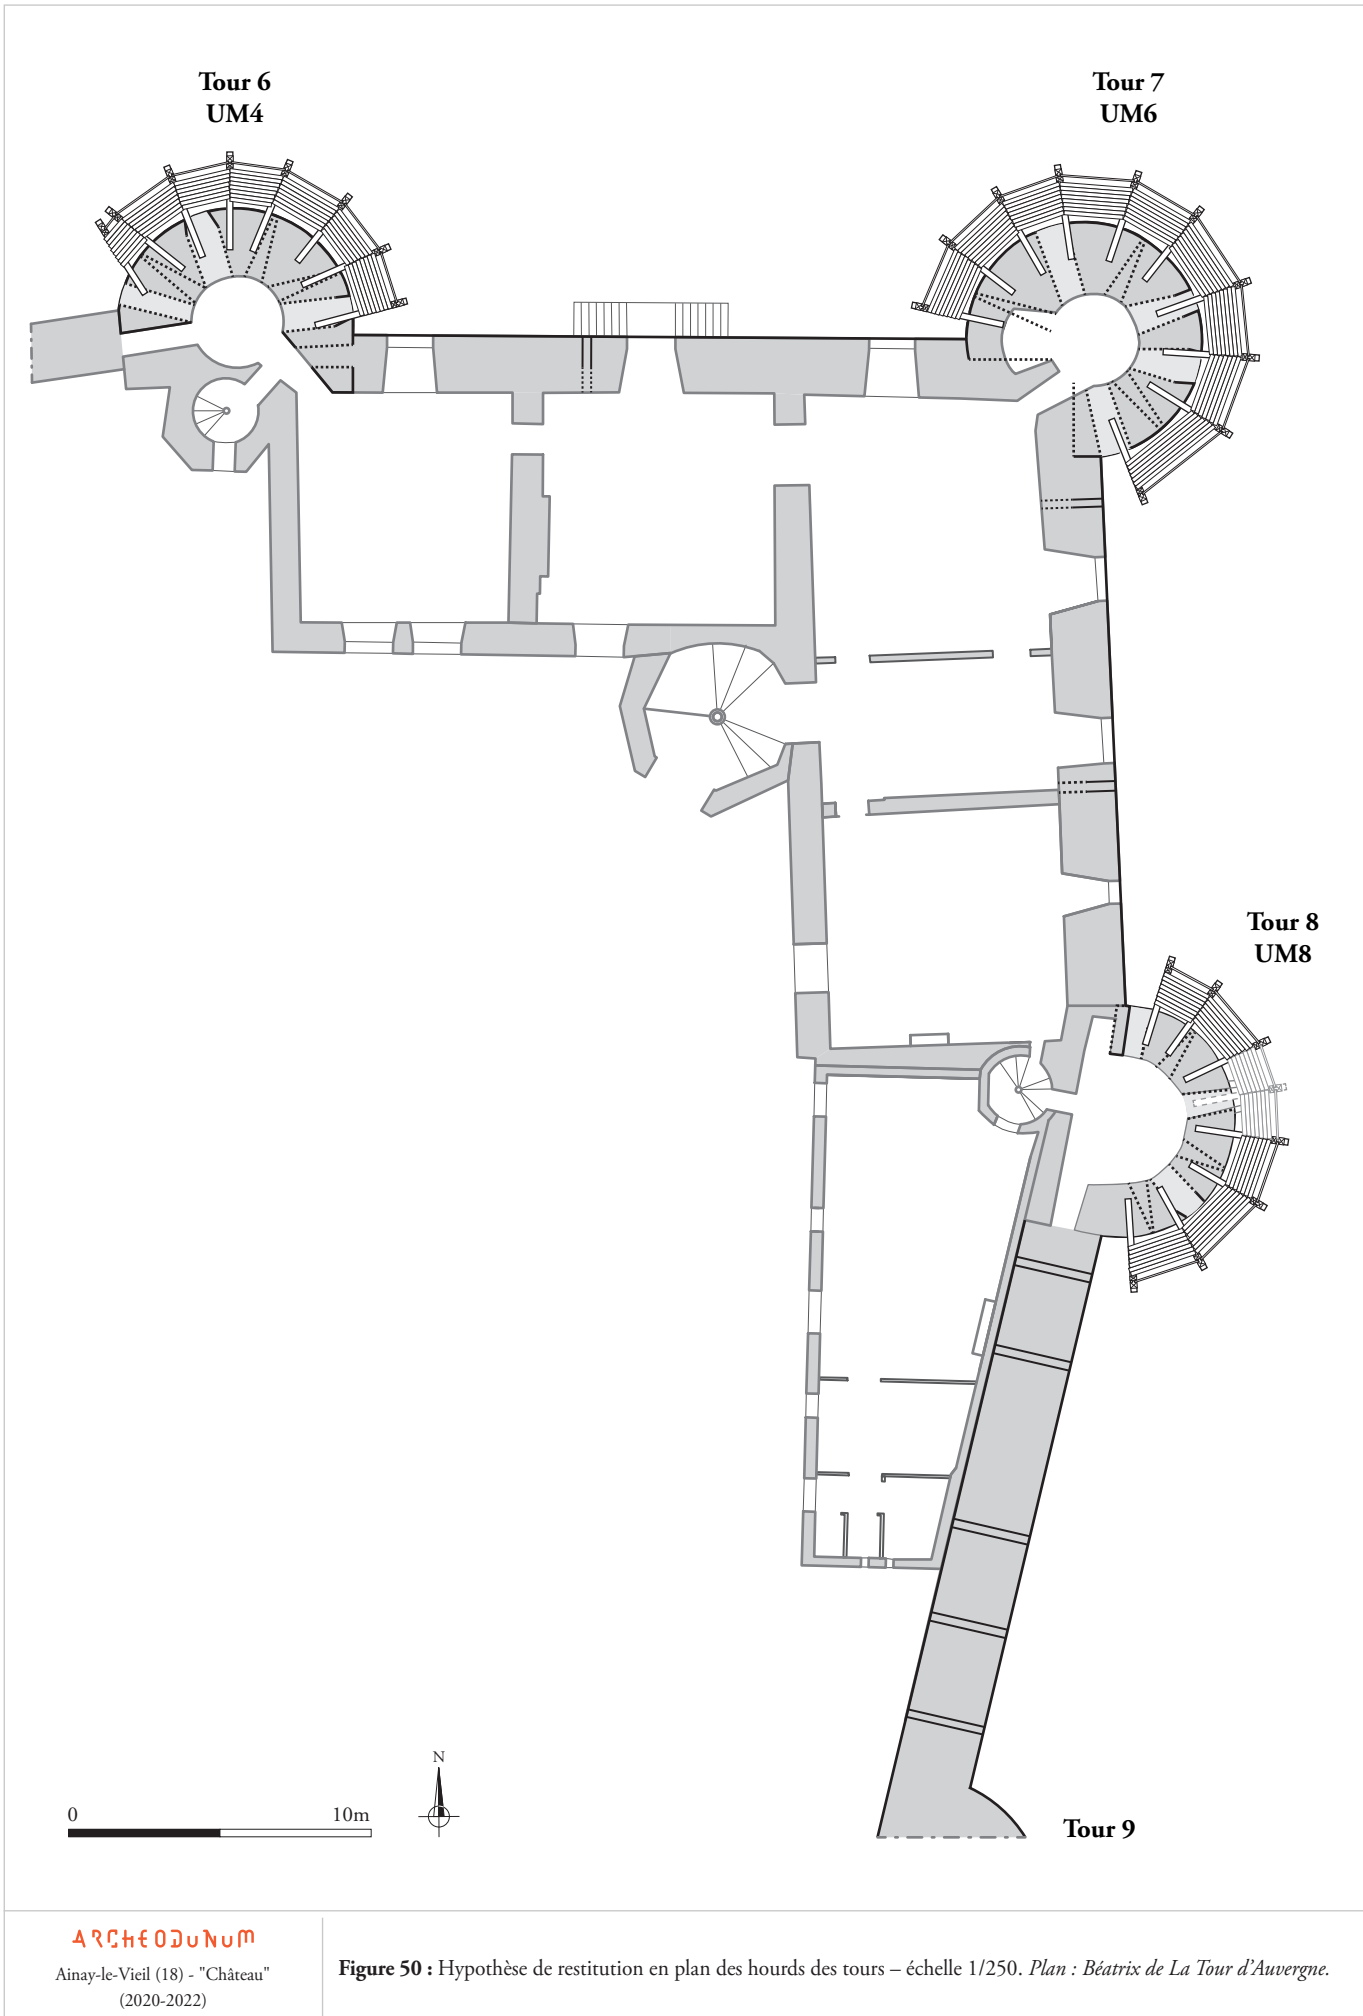 Tour 6
UM4
Tour 7
UM6
Tour 8
UM8
N
0 10m
Tour 9
ARCHEODUNUM
Ainay-le-Vieil (18) - "Château"
(2020-2022)
Figure 50 : Hypothèse de restitution en plan des hourds des tours – échelle 1/250. Plan : Béatrix de La Tour d'Auvergne.